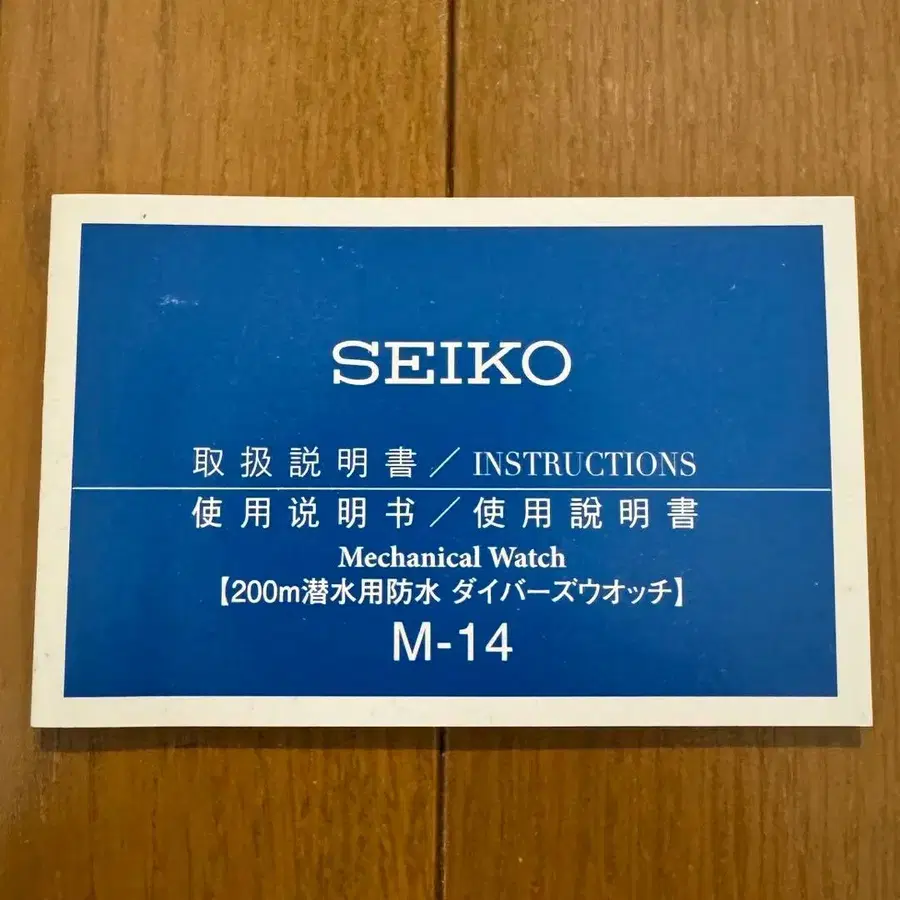 SEIKO
取扱説明書／INSTRUCTIONS
使用说明书／使用說明書
Mechanical Watch
【200m潜水用防水 ダイバーズウオッチ】
M-14